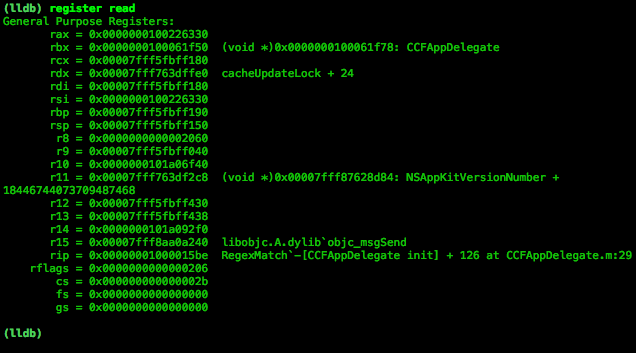 (lldb) register read
General Purpose Registers:
rax = 0x0000000100226330
rbx = 0x0000000100061f50 (void *)0x0000000100061f78: CCFAppDelegate
rcx = 0x00007fff5fbff180
rdx = 0x00007fff763dffe0 cacheUpdateLock + 24
rdi = 0x00007fff5fbff180
rsi = 0x0000000100226330
rbp = 0x00007fff5fbff190
rsp = 0x00007fff5fbff150
r8 = 0x0000000000002060
r9 = 0x00007fff5fbff040
r10 = 0x0000000101a06f40
r11 = 0x00007fff763df2c8 (void *)0x00007fff87628d84: NSAppKitVersionNumber +
18446744073709487468
r12 = 0x00007fff5fbff430
r13 = 0x00007fff5fbff438
r14 = 0x0000000101a092f0
r15 = 0x00007fff8aa0a240 libobjc.A.dylib`objc_msgSend
rip = 0x00000001000015be RegexMatch`-[CCFAppDelegate init] + 126 at CCFAppDelegate.m:29
rflags = 0x0000000000000206
cs = 0x000000000000002b
fs = 0x0000000000000000
gs = 0x0000000000000000
(lldb)